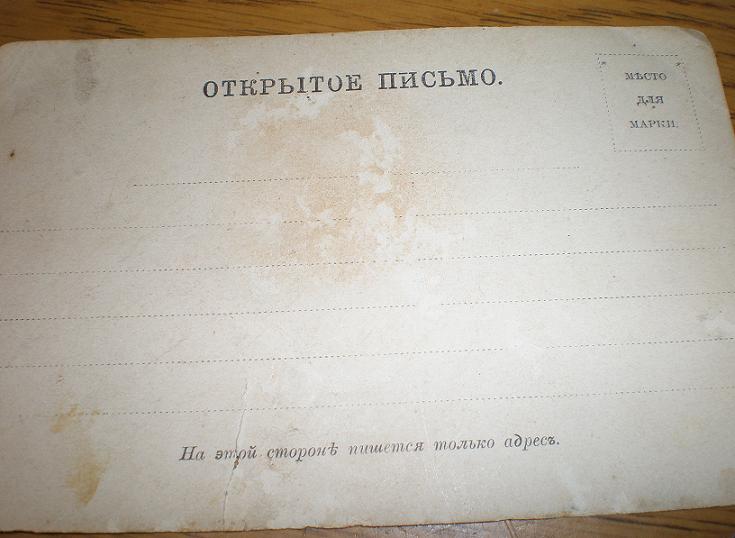 ОТКРЫТОЕ ПИСЬМО.
МѢСТО
ДЛЯ
МАРКИ.
На этой сторонѣ пишется только адресъ.